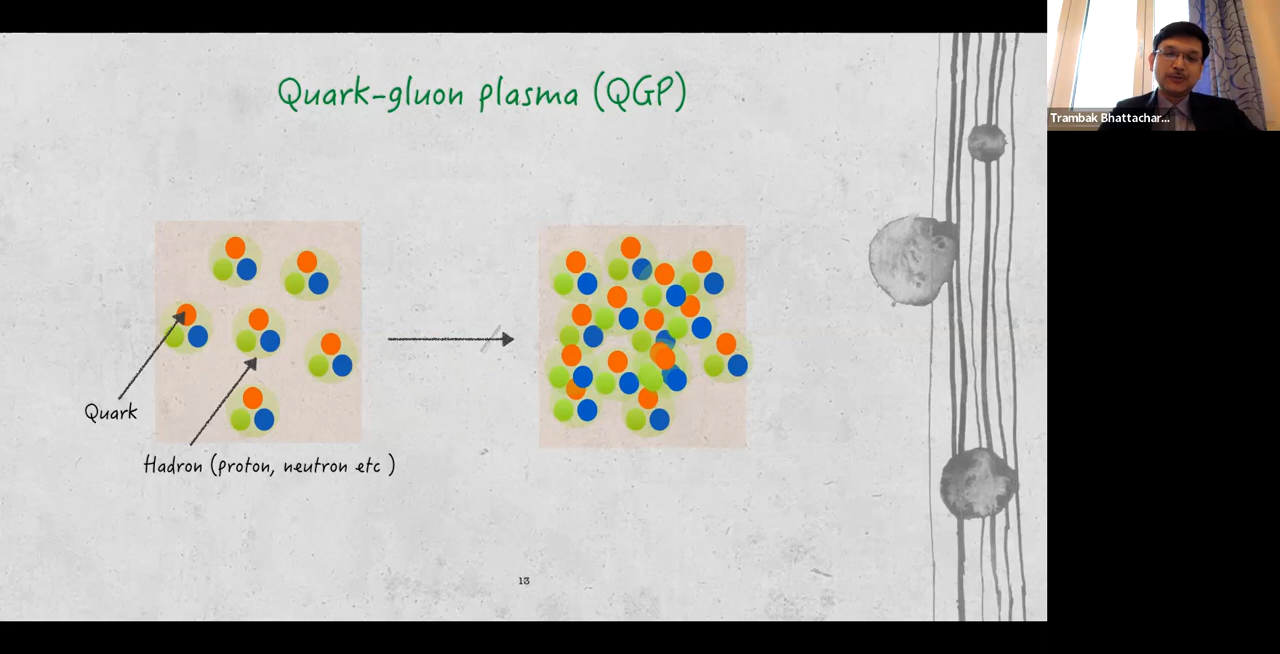 Quark-gluon plasma (QGP)
Trambak Bhattachar...
Quark
Hadron (proton, neutron etc )
13